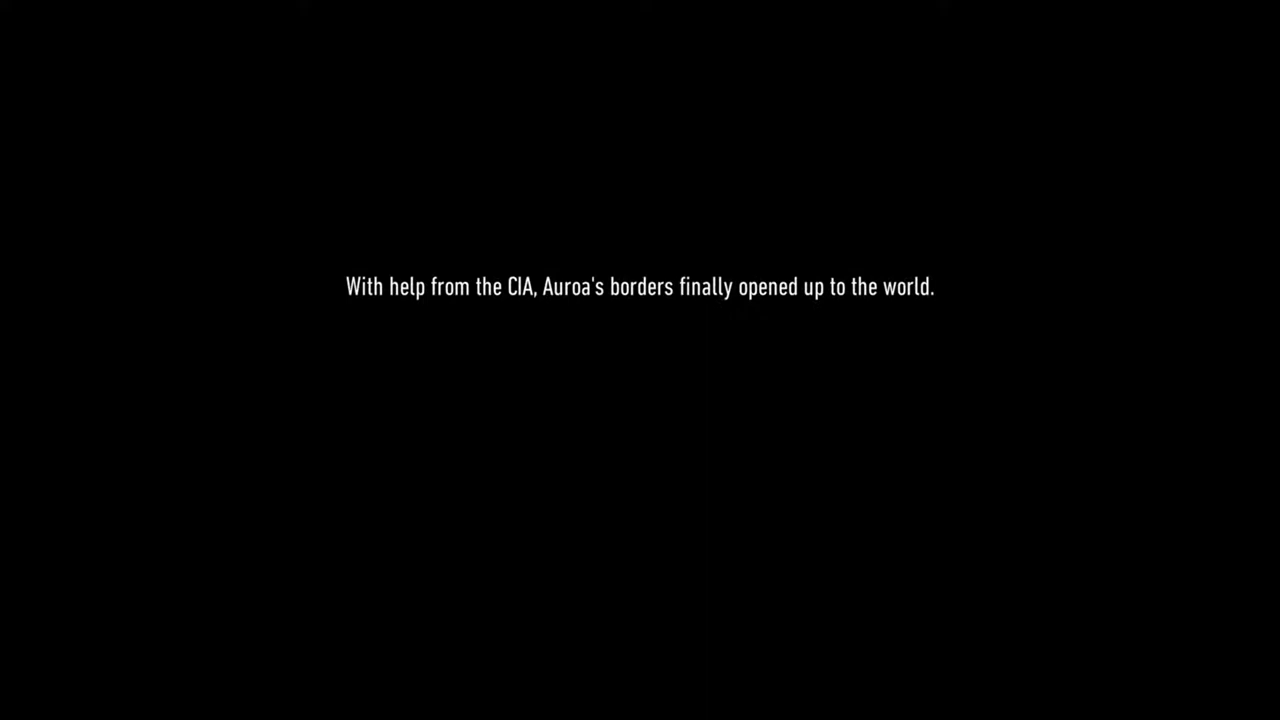 With help from the CIA, Auroa's borders finally opened up to the world.